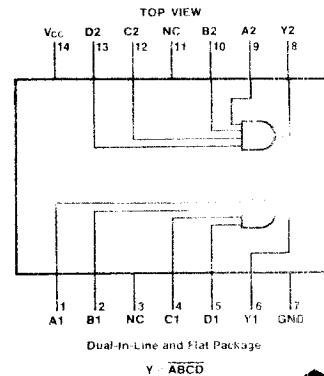 TOP VIEW
VCC D2 C2 NC B2 A2 Y2
14 13 12 11 10 9 8
1 2 3 4 5 6 7
A1 B1 NC C1 D1 Y1 GND
Dual-In-Line and Flat Package
Y = ABCD